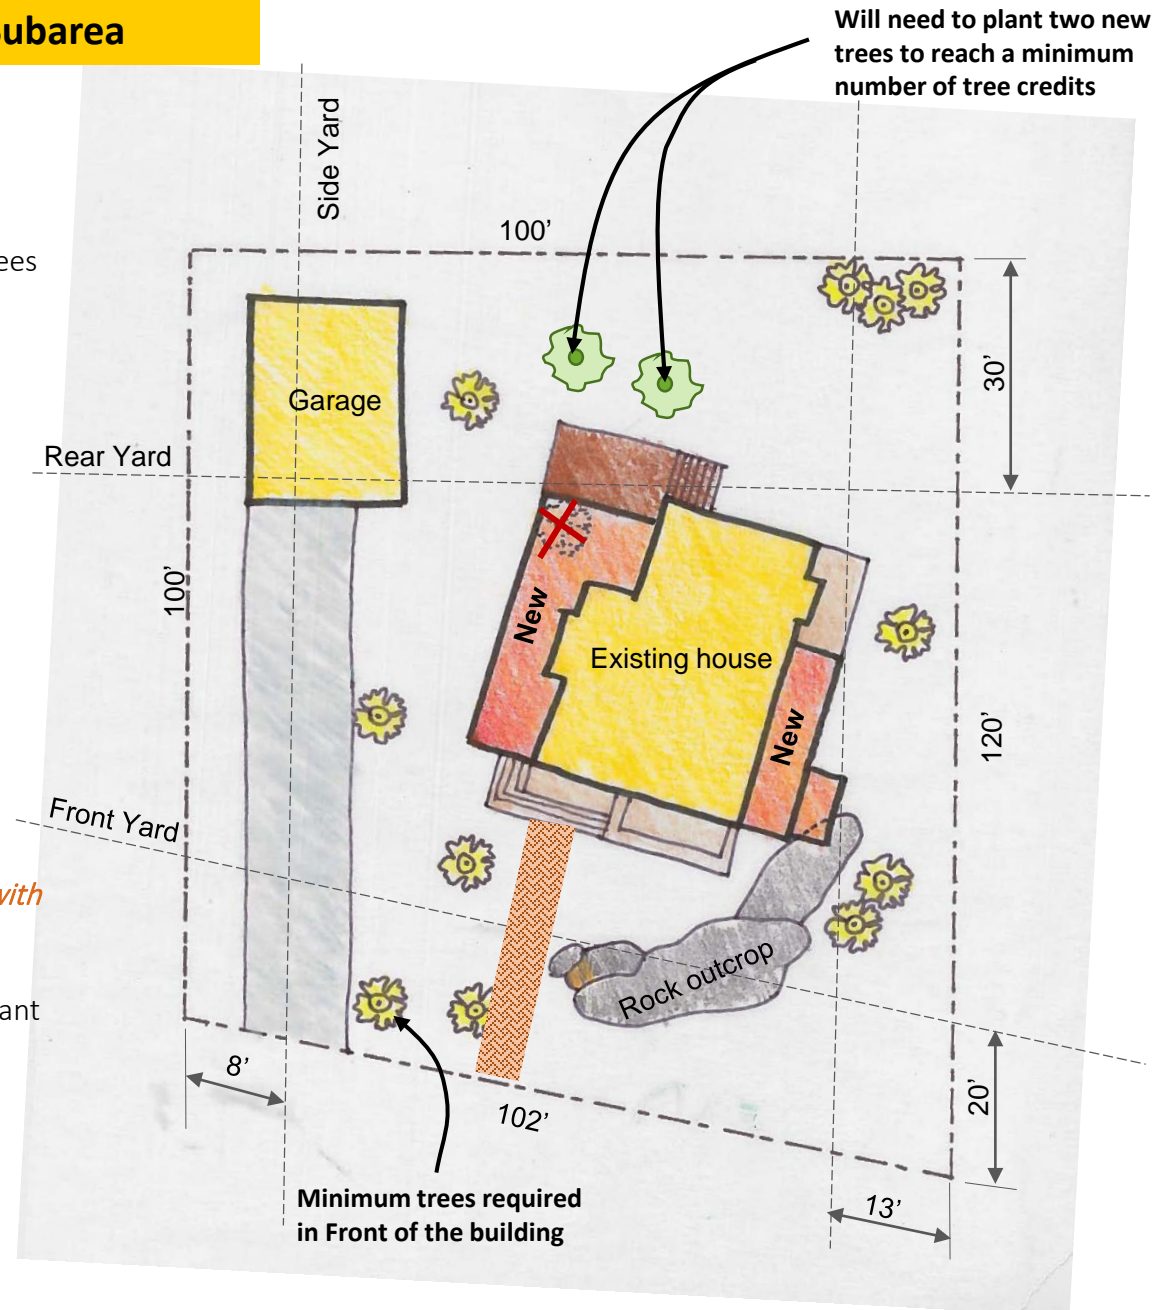 Subarea
Will need to plant two new
trees to reach a minimum
number of tree credits
Side Yard
100’
ees
30’
Garage
Rear Yard
100’
New
Existing house
New
120’
Front Yard
with
Rock outcrop
ant
8’
102’
20’
13’
Minimum trees required
in Front of the building